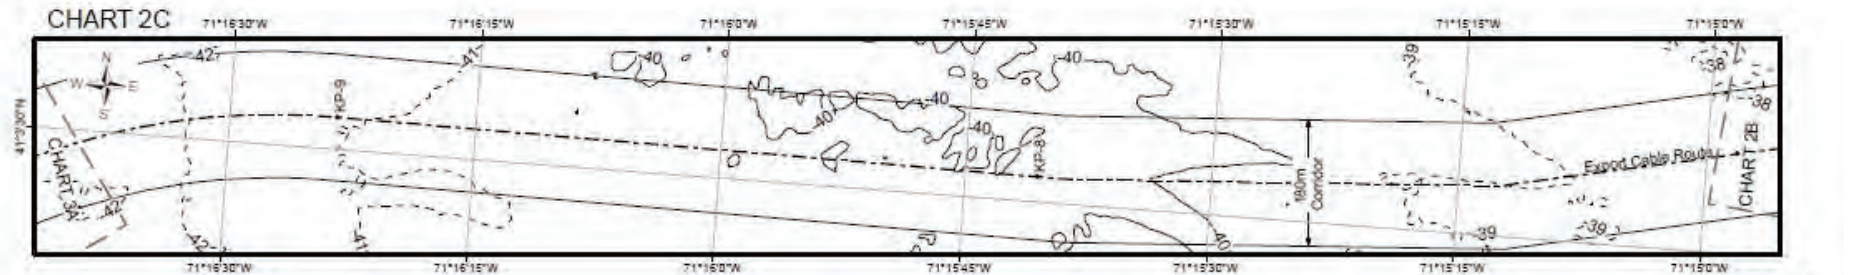 CHART 2C
71°16'30"W 71°16'15"W 71°16'0"W 71°15'45"W 71°15'30"W 71°15'15"W 71°15'0"W
-42 -41 -40 -40 -39 -38
N
W E
S
KP-9
-40
-38
-40
-40
41°3'30"N
CHART 3A
KP-8
180m
Corridor
Export Cable Route
CHART 2B
-42
-42
-41
-40
-39
-39
71°16'30"W 71°16'15"W 71°16'0"W 71°15'45"W 71°15'30"W 71°15'15"W 71°15'0"W